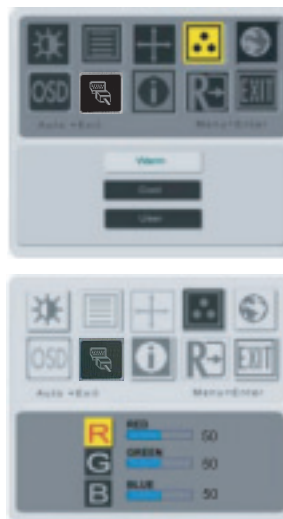 OSD R EXIT
Auto =Exit Menu=Enter
Warm
Cool
User
OSD R EXIT
Auto =Exit Menu=Enter
R RED 50
G GREEN 50
B BLUE 50